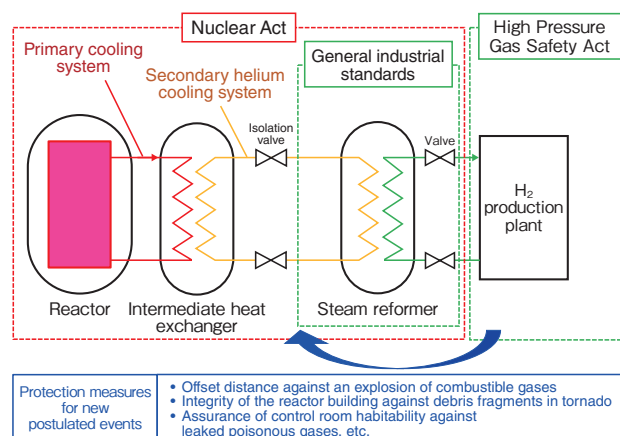 Nuclear Act
High Pressure
Gas Safety Act
Primary cooling
system
Secondary helium
cooling system
General industrial
standards
Isolation
valve
Valve
H₂
production
plant
Reactor
Intermediate heat
exchanger
Steam reformer
Protection measures
for new
postulated events
• Offset distance against an explosion of combustible gases
• Integrity of the reactor building against debris fragments in tornado
• Assurance of control room habitability against
leaked poisonous gases, etc.